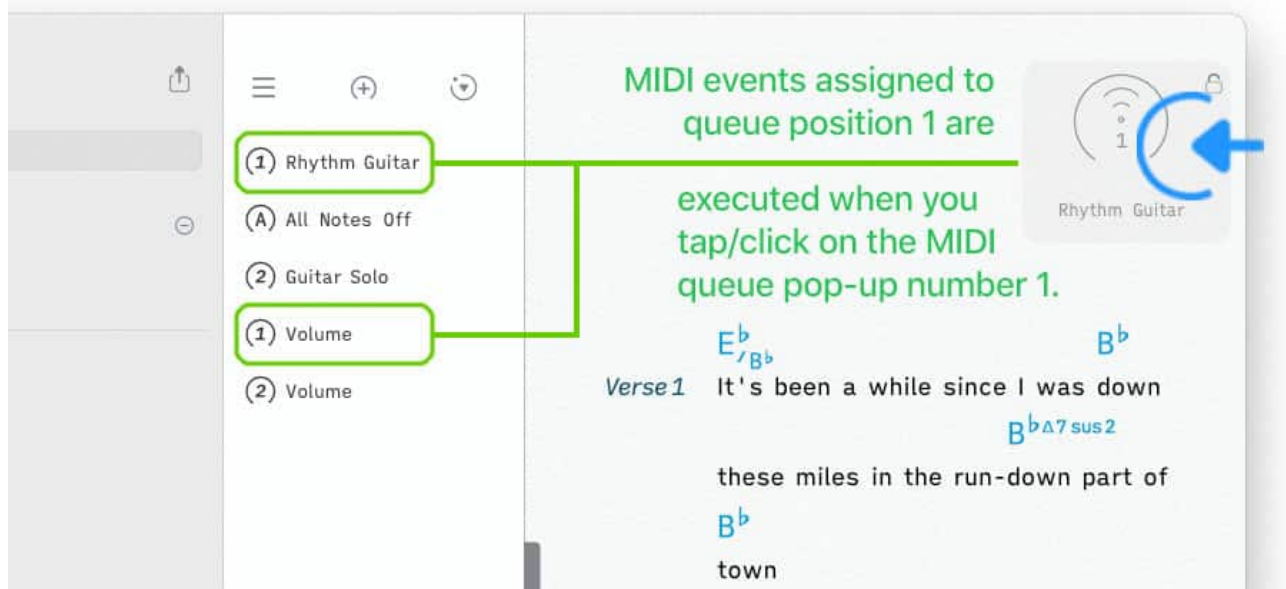 (1) Rhythm Guitar
(A) All Notes Off
(2) Guitar Solo
(1) Volume
(2) Volume
MIDI events assigned to
queue position 1 are
executed when you
tap/click on the MIDI
queue pop-up number 1.
1
Rhythm Guitar
E♭/B♭ B♭
Verse 1 It's been a while since I was down
B♭Δ7sus2
these miles in the run-down part of
B♭
town